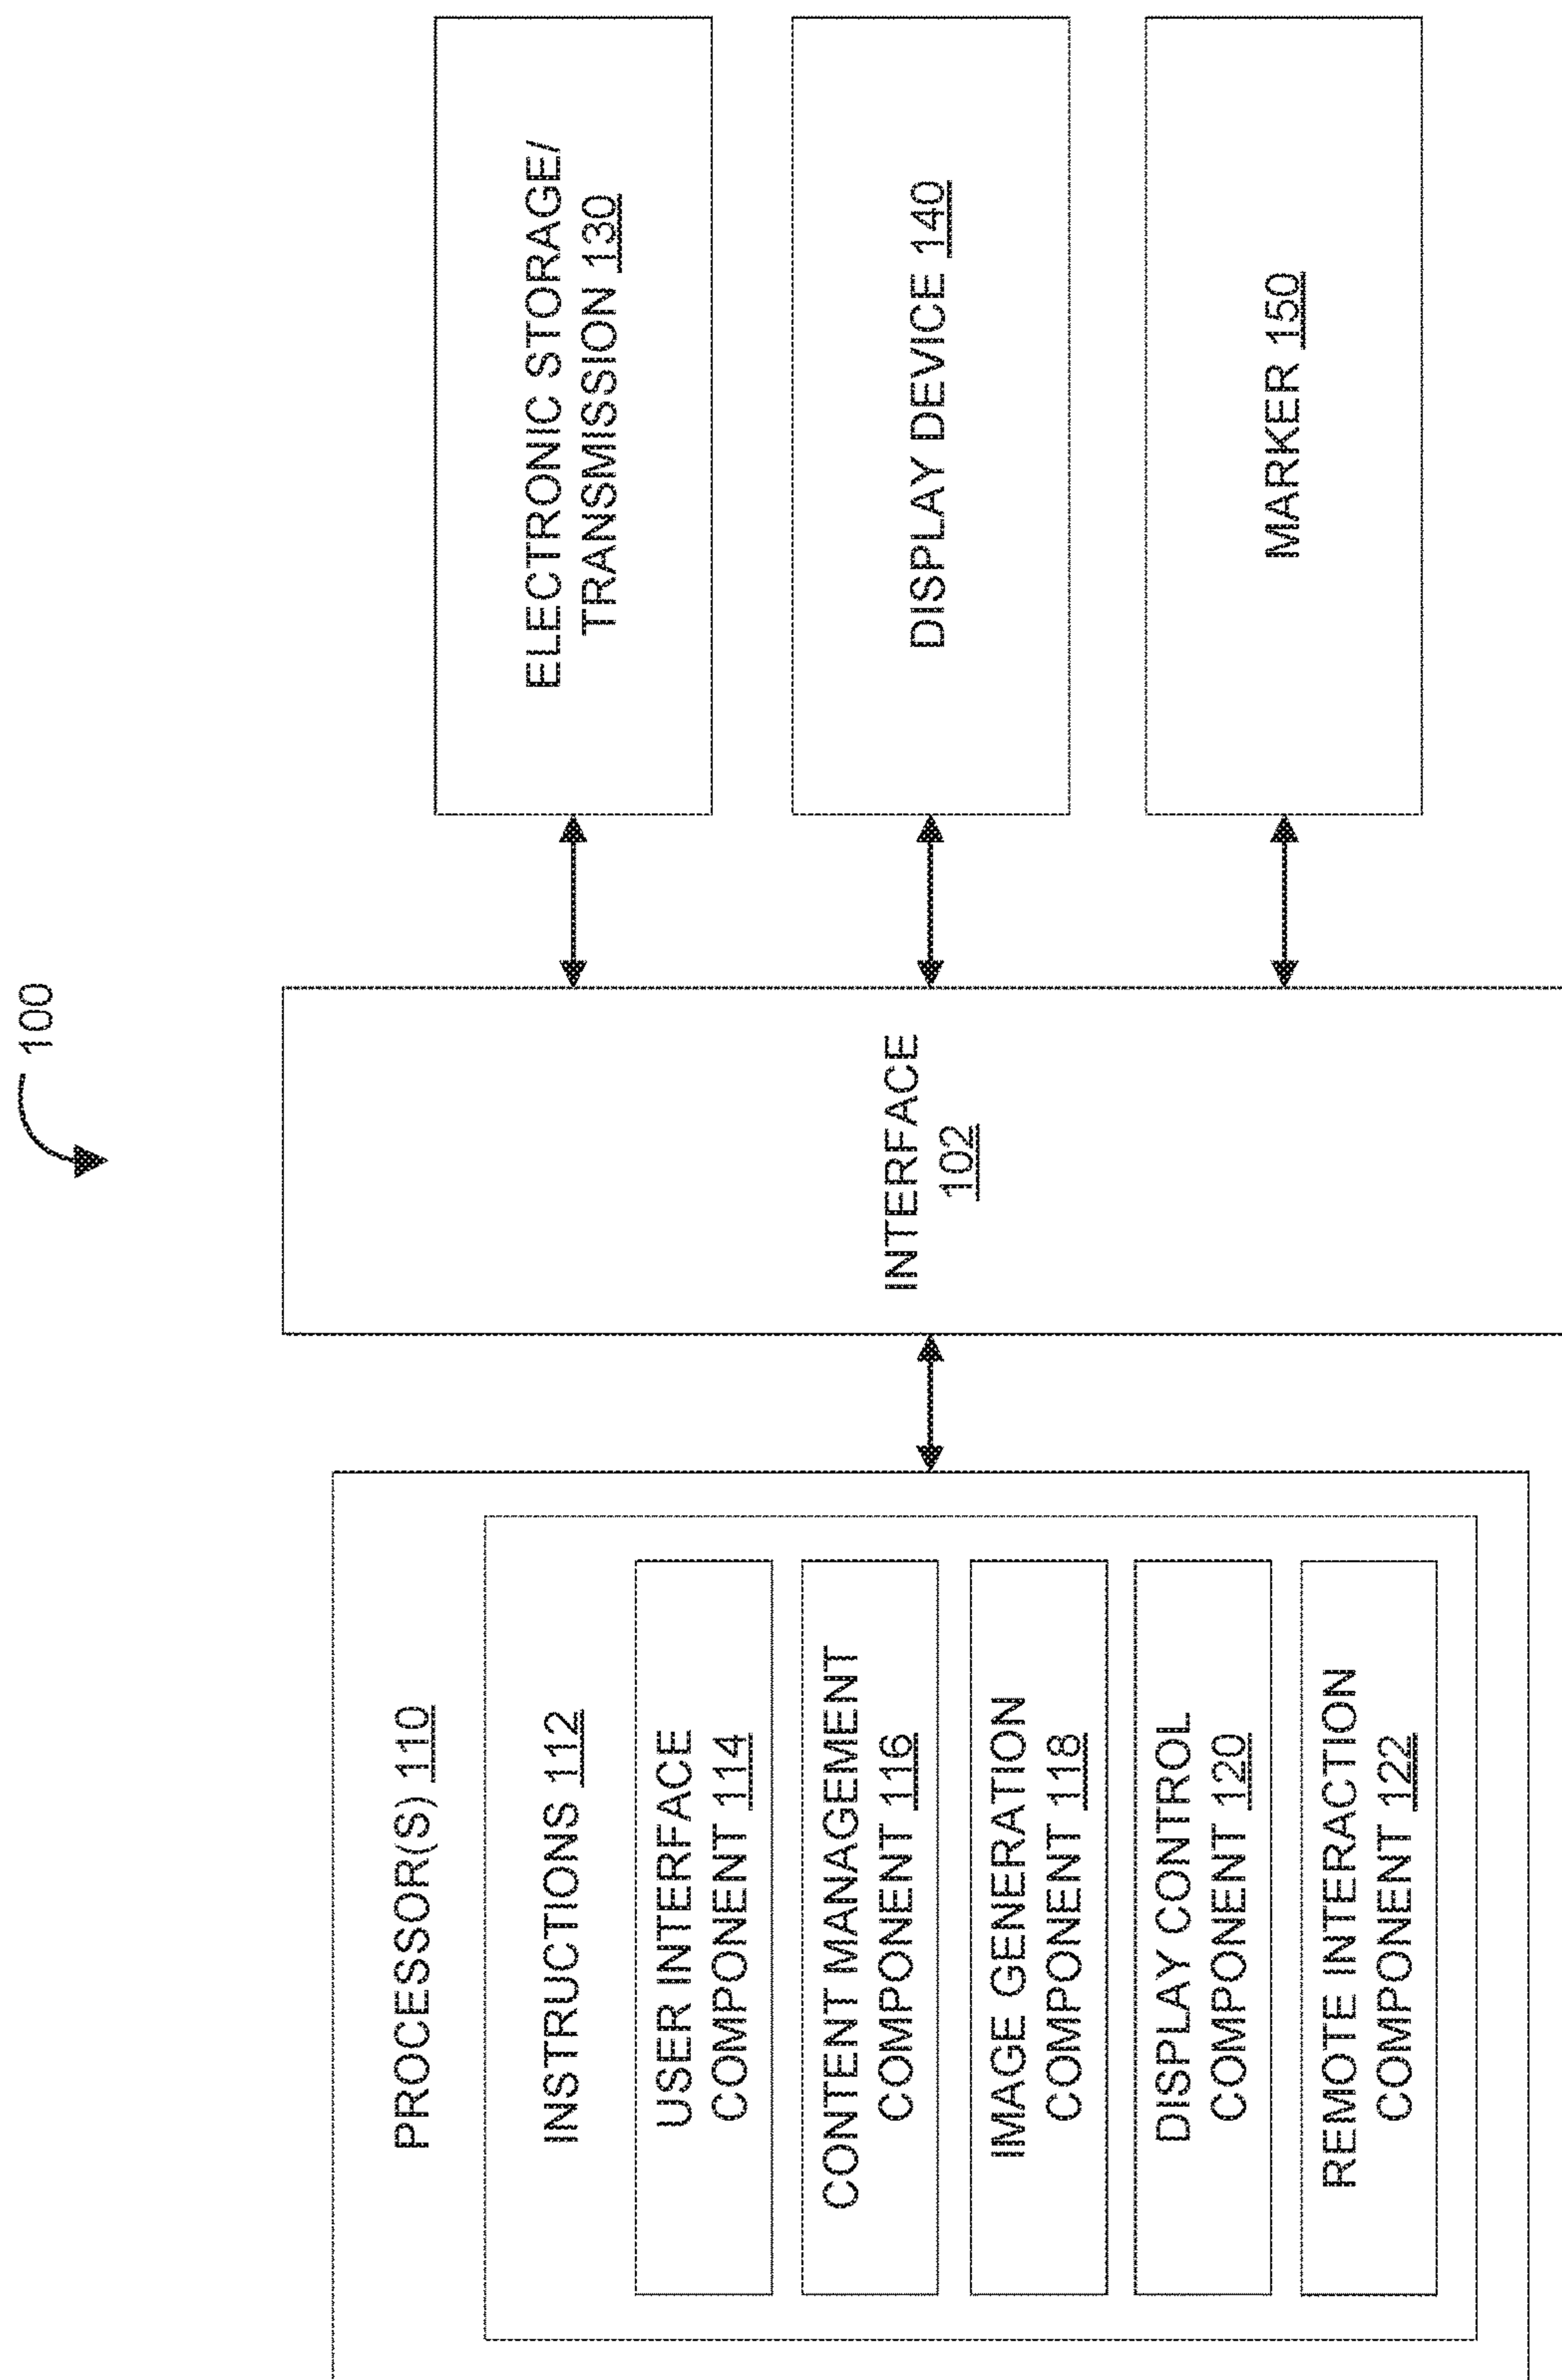 100
PROCESSOR(S) 110
INSTRUCTIONS 112
USER INTERFACE
COMPONENT 114
CONTENT MANAGEMENT
COMPONENT 116
IMAGE GENERATION
COMPONENT 118
DISPLAY CONTROL
COMPONENT 120
REMOTE INTERACTION
COMPONENT 122
INTERFACE
102
ELECTRONIC STORAGE/
TRANSMISSION 130
DISPLAY DEVICE 140
MARKER 150